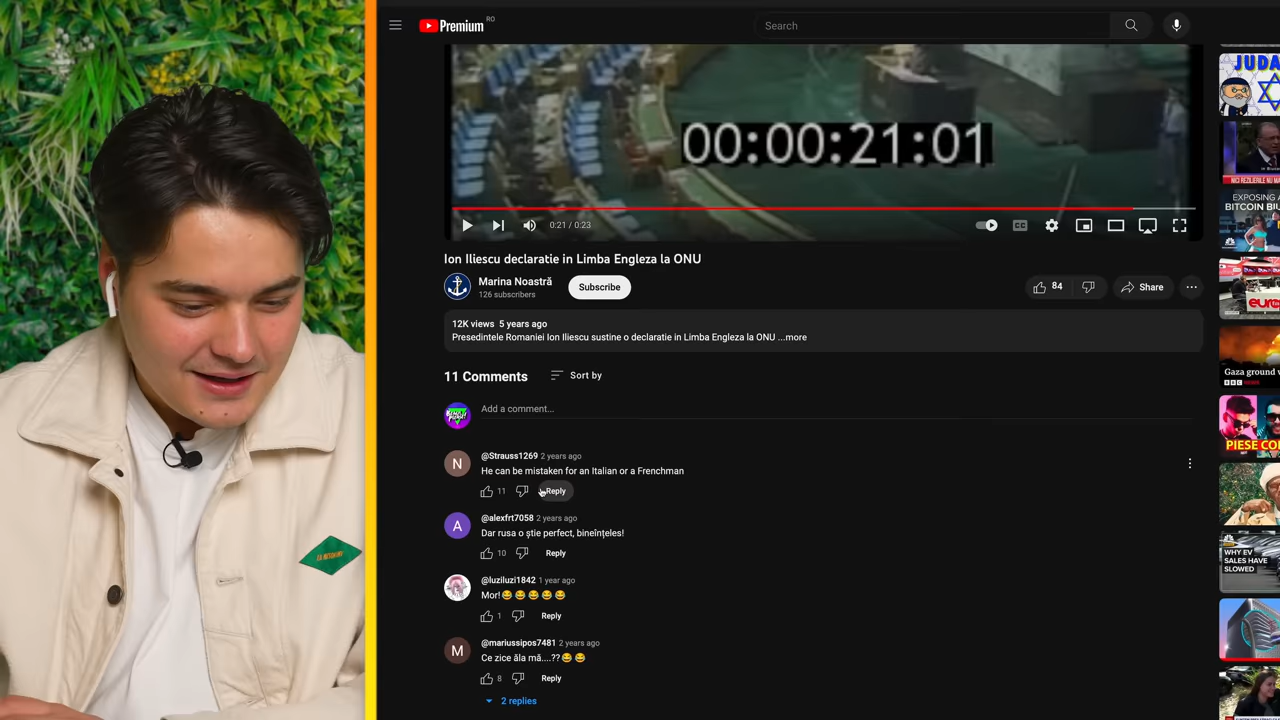 Premium RO
Search
00:00:21:01
0:21 / 0:23
CC
Ion Iliescu declaratie in Limba Engleza la ONU
Marina Noastră
126 subscribers
Subscribe
84
Share
12K views 5 years ago
Presedintele Romaniei Ion Iliescu sustine o declaratie in Limba Engleza la ONU ...more
11 Comments
Sort by
Add a comment...
N
@Strauss1269 2 years ago
He can be mistaken for an Italian or a Frenchman
11
Reply
A
@alexfrt7058 2 years ago
Dar rusa o știe perfect, bineînțeles!
10
Reply
@luziluzi1842 1 year ago
Mor!😂😂😂😂😂
1
Reply
M
@mariussipos7481 2 years ago
Ce zice ăla mă....??😂😂
8
Reply
2 replies
JUDA
EXPOSING A
BITCOIN BIL
Gaza ground
BBC NEWS
PIESE CO
WHY EV
SALES HAVE
SLOWED